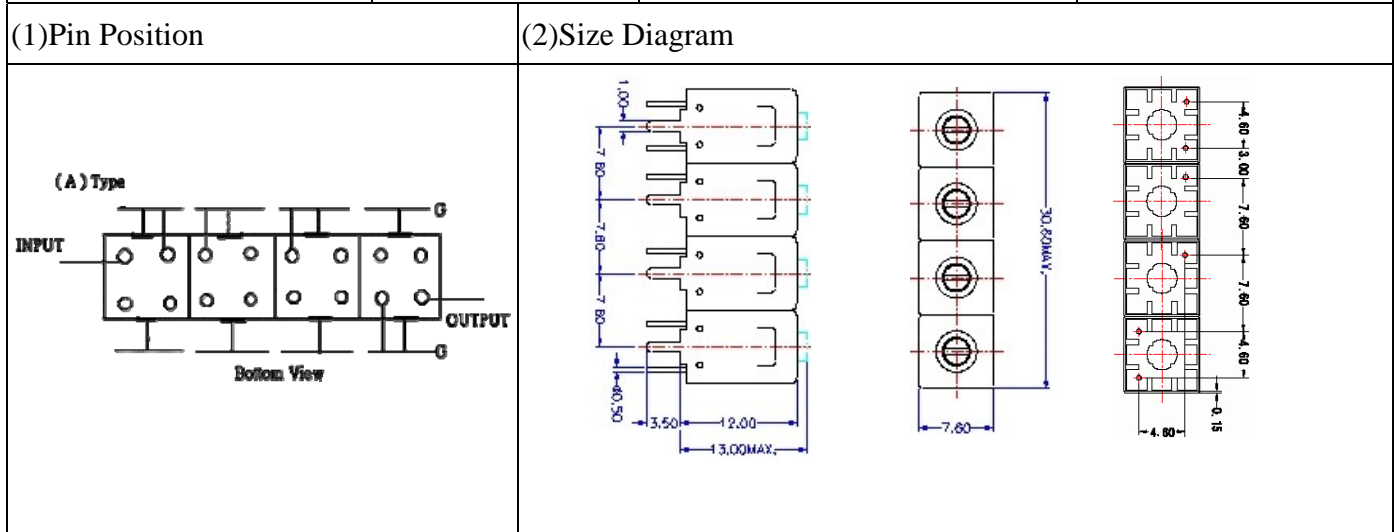 (1)Pin Position
(2)Size Diagram
(A)Type
G
INPUT
OUTPUT
G
Bottom View
1.00
7.60
7.60
7.60
Φ0.50
3.50
12.00
13.00MAX.
30.60MAX.
7.60
4.60
3.00
7.60
7.60
4.60
0.15
4.60